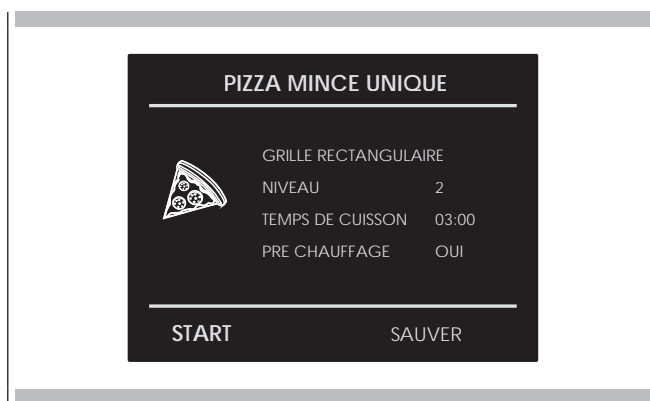 PIZZA MINCE UNIQUE
GRILLE RECTANGULAIRE
NIVEAU 2
TEMPS DE CUISSON 03:00
PRE CHAUFFAGE OUI
START SAUVER